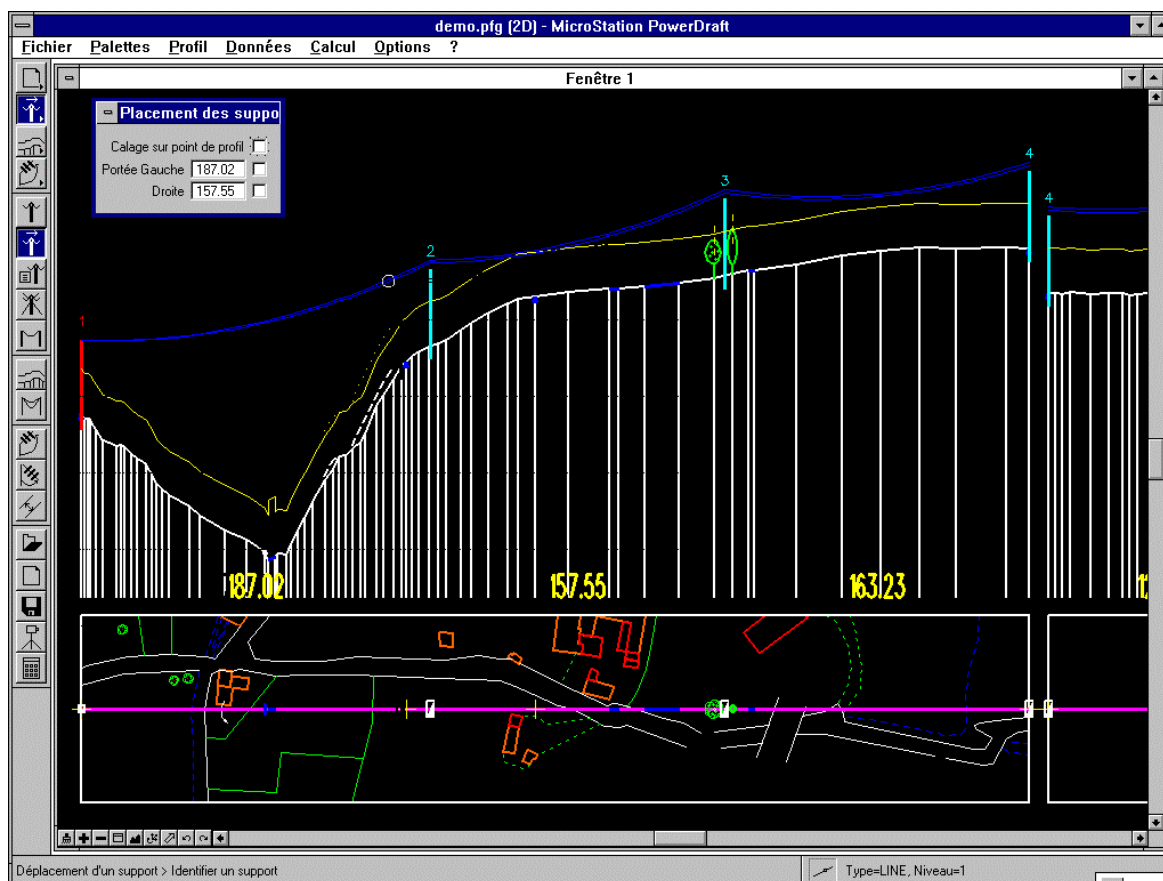 demo.pfg (2D) - MicroStation PowerDraft
Fichier Palettes Profil Données Calcul Options ?
Fenêtre 1
Placement des suppo
Calage sur point de profil
Portée Gauche 187.02
Droite 157.55
4
3
4
2
1
187.02 157.55 163.23
Déplacement d'un support > Identifier un support
Type=LINE, Niveau=1